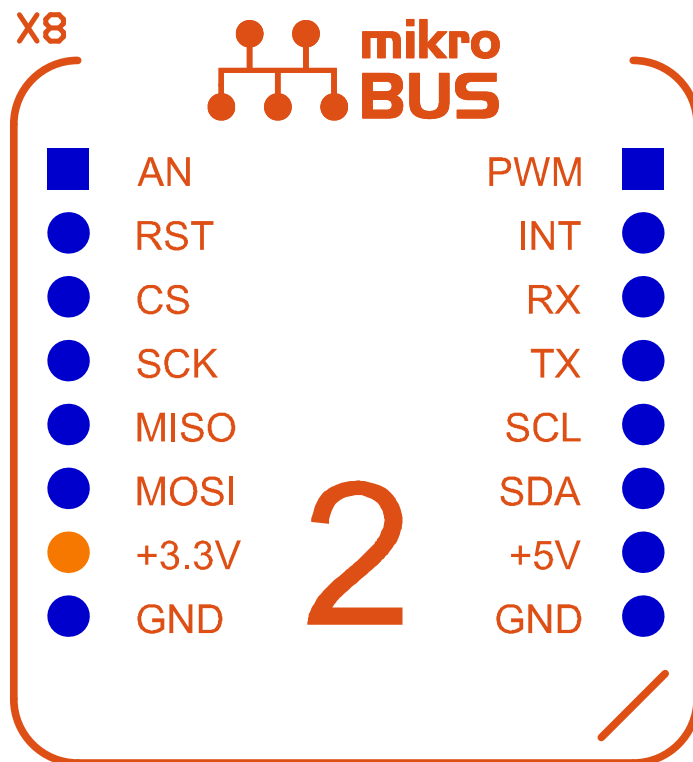 X8
mikro
BUS
AN PWM
RST INT
CS RX
SCK TX
MISO SCL
MOSI SDA
+3.3V +5V
GND GND
2